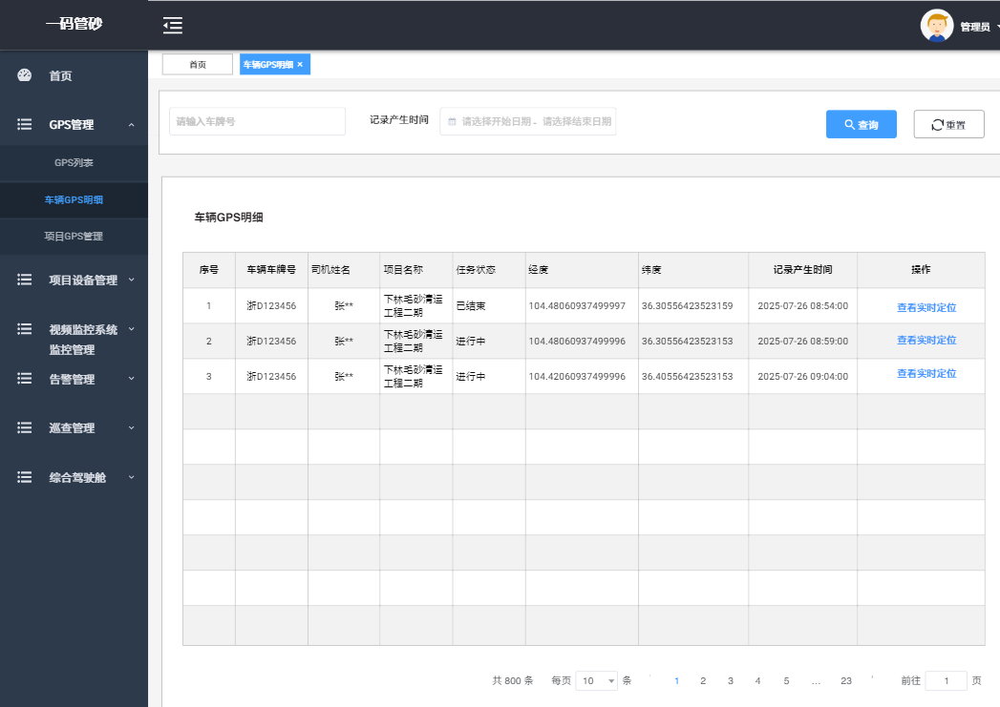 一码管砂
管理员
首页
车辆GPS明细 ×
首页
GPS管理
GPS列表
车辆GPS明细
项目GPS管理
项目设备管理
视频监控系统
监控管理
告警管理
巡查管理
综合驾驶舱
请输入车牌号
记录产生时间
请选择开始日期 - 请选择结束日期
查询
重置
车辆GPS明细
序号 车辆车牌号 司机姓名 项目名称 任务状态 经度 纬度 记录产生时间 操作
1 浙D123456 张** 下林毛砂清运工程二期 已结束 104.48060937499997 36.30556423523159 2025-07-26 08:54:00 查看实时定位
2 浙D123456 张** 下林毛砂清运工程二期 进行中 104.48060937499996 36.30556423523153 2025-07-26 08:59:00 查看实时定位
3 浙D123456 张** 下林毛砂清运工程二期 进行中 104.42060937499996 36.40556423523153 2025-07-26 09:04:00 查看实时定位
共 800 条 每页 10 条 1 2 3 4 5 ... 23 前往 1 页